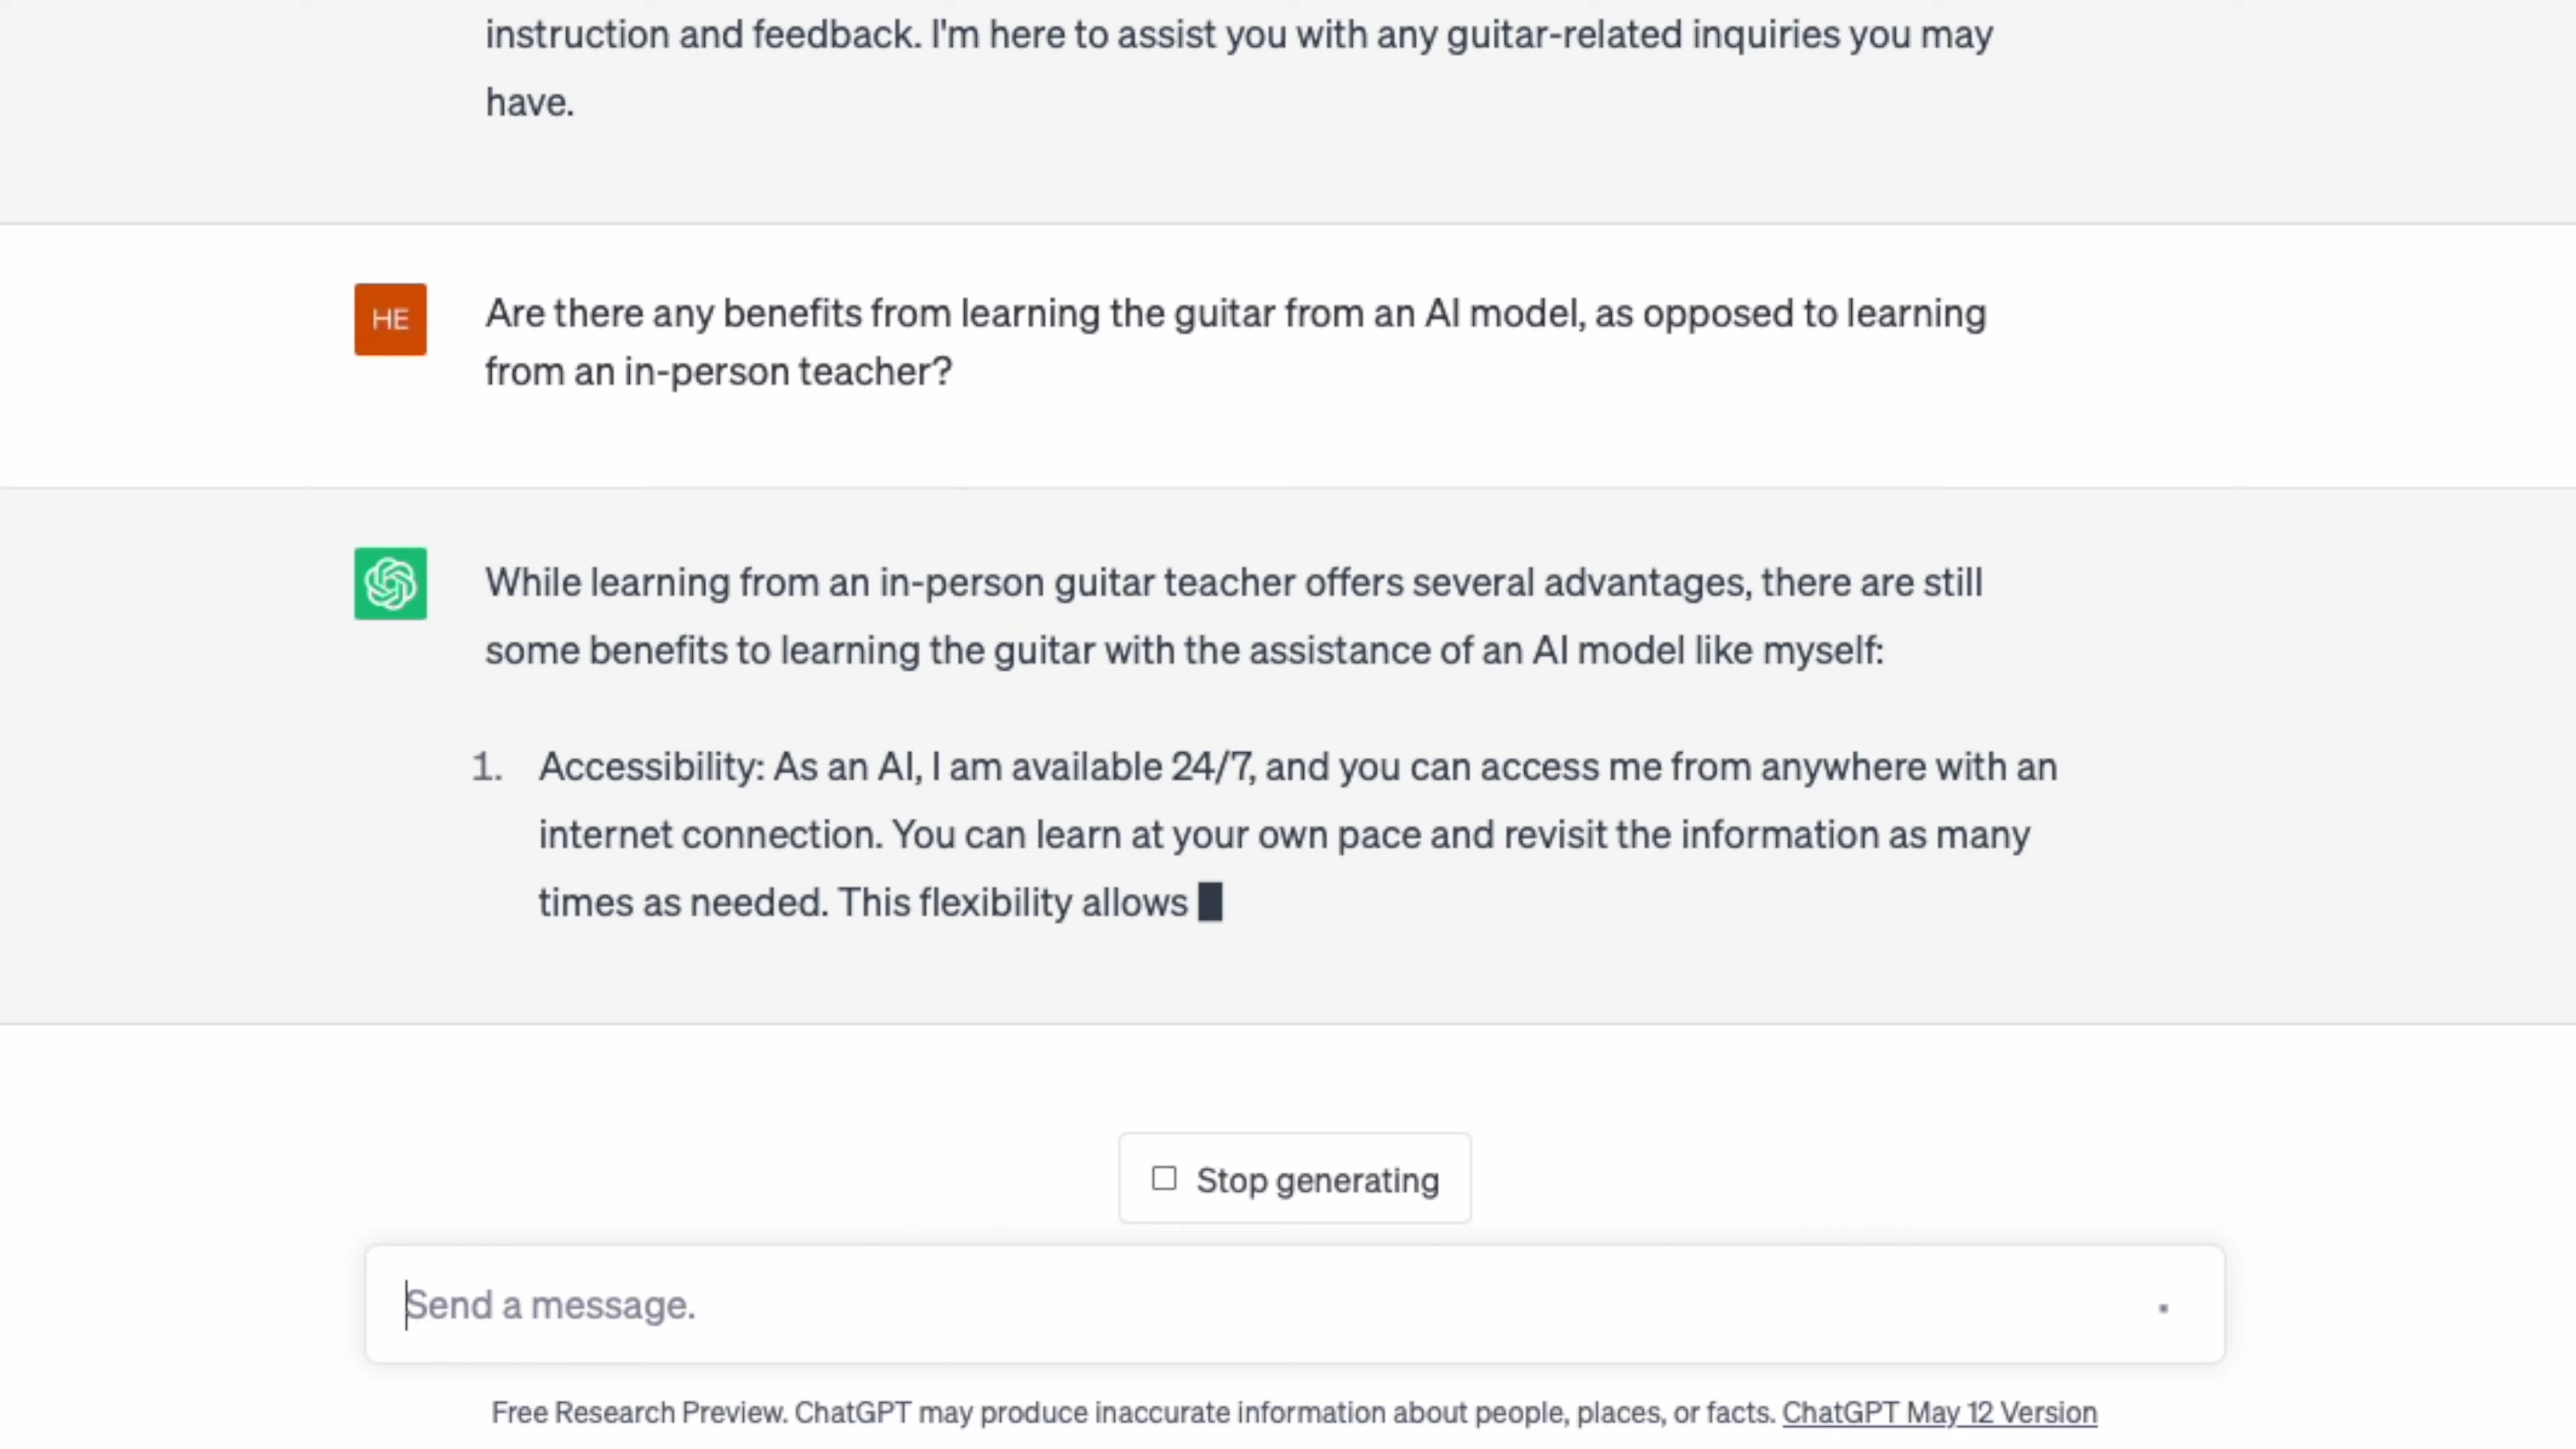 instruction and feedback. I'm here to assist you with any guitar-related inquiries you may
have.
HE
Are there any benefits from learning the guitar from an AI model, as opposed to learning
from an in-person teacher?
While learning from an in-person guitar teacher offers several advantages, there are still
some benefits to learning the guitar with the assistance of an AI model like myself:
1. Accessibility: As an AI, I am available 24/7, and you can access me from anywhere with an
internet connection. You can learn at your own pace and revisit the information as many
times as needed. This flexibility allows
Stop generating
Send a message.
Free Research Preview. ChatGPT may produce inaccurate information about people, places, or facts. ChatGPT May 12 Version